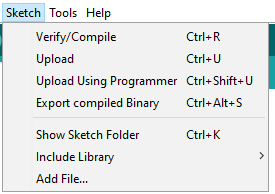 Sketch Tools Help
Verify/Compile Ctrl+R
Upload Ctrl+U
Upload Using Programmer Ctrl+Shift+U
Export compiled Binary Ctrl+Alt+S
Show Sketch Folder Ctrl+K
Include Library
Add File...